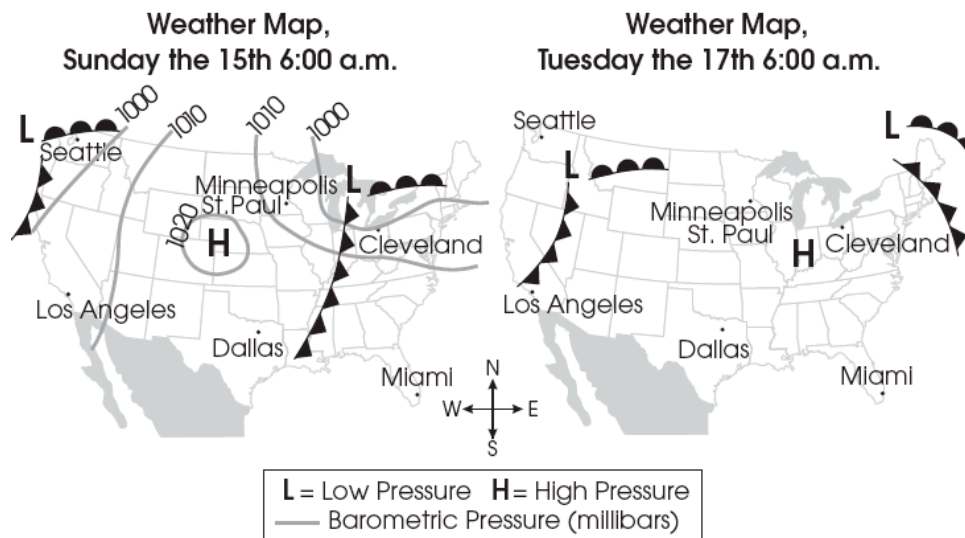 Weather Map,
Sunday the 15th 6:00 a.m.
1000
1010
1010
1000
L
Seattle
L
Minneapolis
St.Paul
1020
H
Cleveland
Los Angeles
Dallas
Miami
Weather Map,
Tuesday the 17th 6:00 a.m.
Seattle
L
L
Minneapolis
St. Paul
H
Cleveland
Los Angeles
Dallas
Miami
N
W E
S
L = Low Pressure H = High Pressure
Barometric Pressure (millibars)